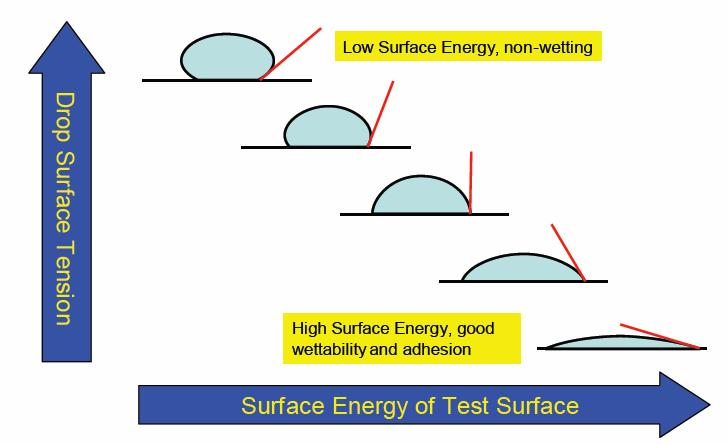 Low Surface Energy, non-wetting
Drop Surface Tension
High Surface Energy, good
wettability and adhesion
Surface Energy of Test Surface